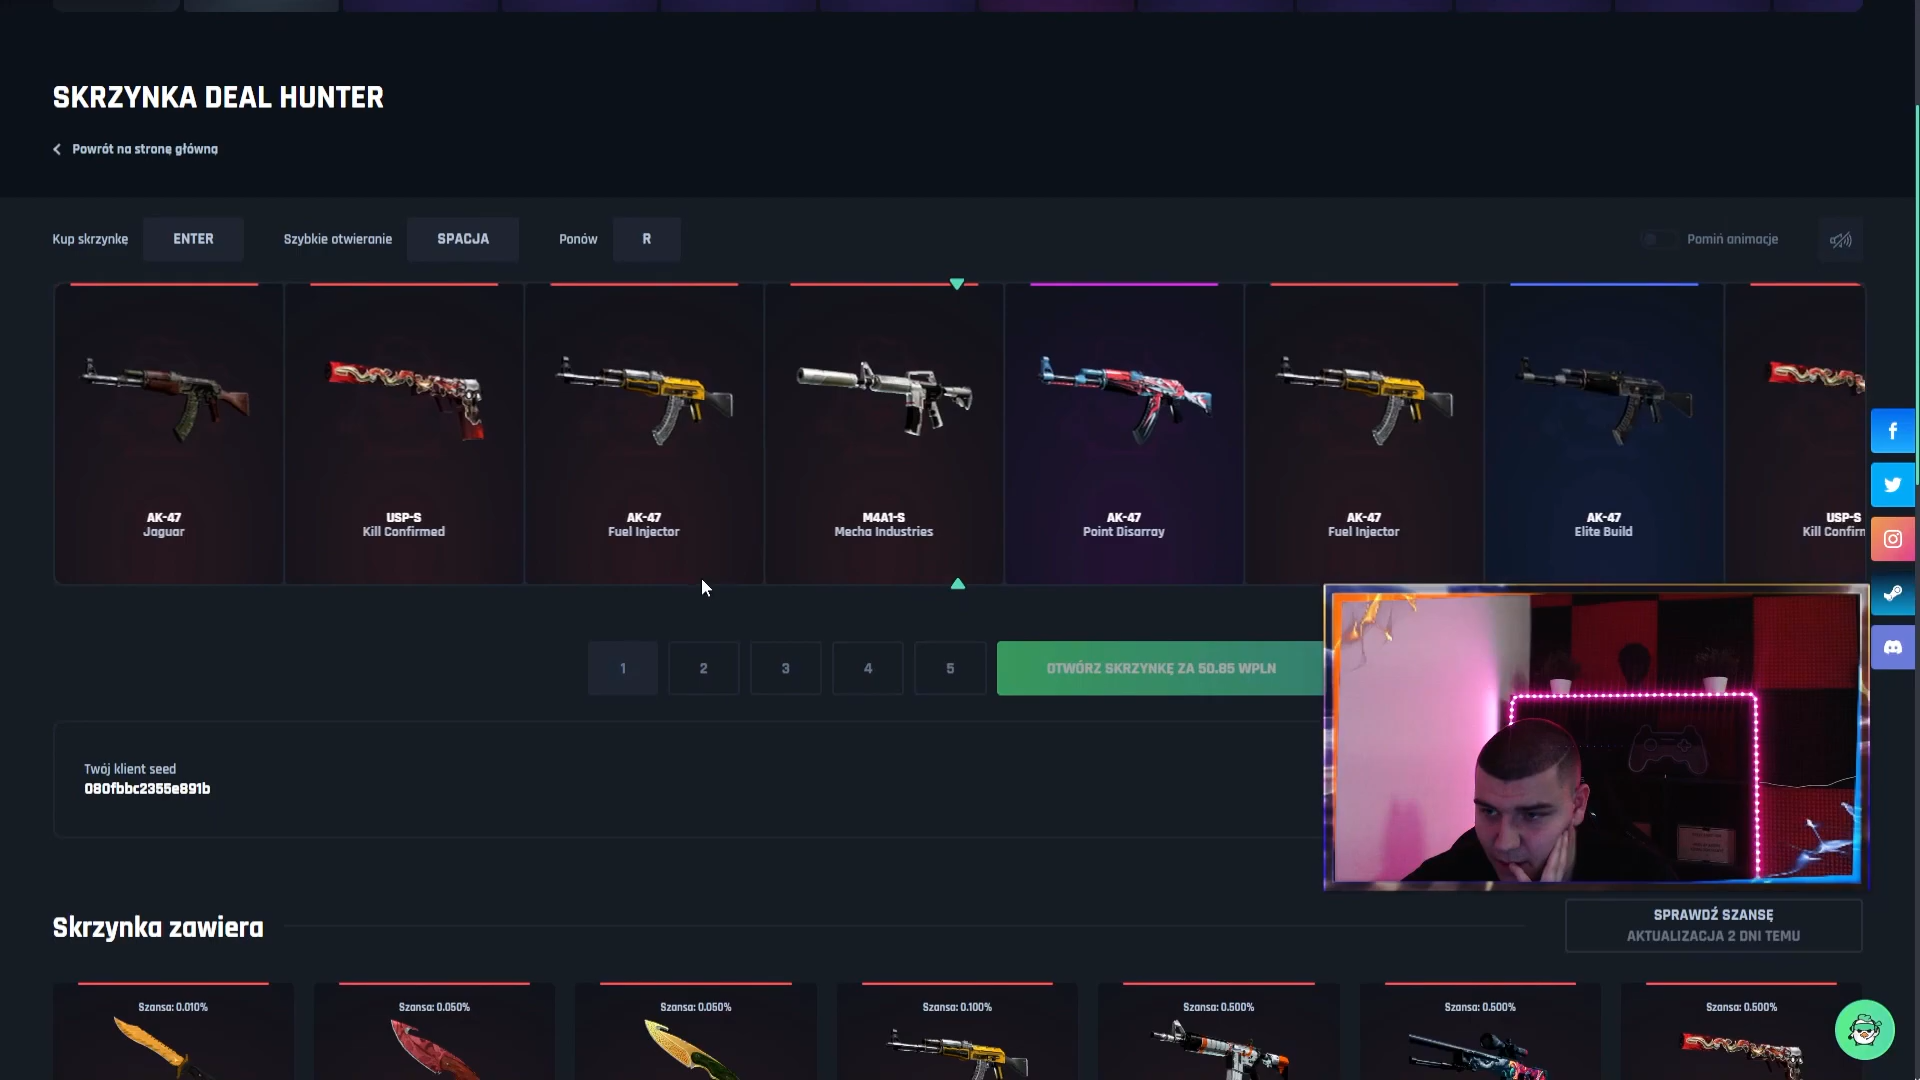 SKRZYNKA DEAL HUNTER
Powrót na stronę główną
Kup skrzynkę
ENTER
Szybkie otwieranie
SPACJA
Ponów
R
Pomiń animacje
AK-47
Jaguar
USP-S
Kill Confirmed
AK-47
Fuel Injector
M4A1-S
Mecha Industries
AK-47
Point Disarray
AK-47
Fuel Injector
AK-47
Elite Build
USP-S
Kill Confirm
1
2
3
4
5
OTWÓRZ SKRZYNKĘ ZA 50.85 WPLN
Twój klient seed
080fbbc2355e891b
Skrzynka zawiera
SPRAWDŹ SZANSĘ
AKTUALIZACJA 2 DNI TEMU
Szansa: 0.010%
Szansa: 0.050%
Szansa: 0.050%
Szansa: 0.100%
Szansa: 0.500%
Szansa: 0.500%
Szansa: 0.500%